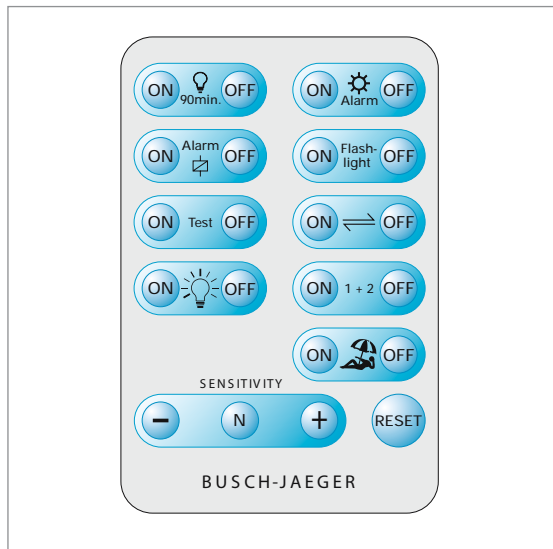 ON 90min. OFF
ON Alarm OFF
ON Alarm OFF
ON Flash-
light OFF
ON Test OFF
ON OFF
ON OFF
ON 1 + 2 OFF
ON OFF
SENSITIVITY
− N +
RESET
BUSCH-JAEGER